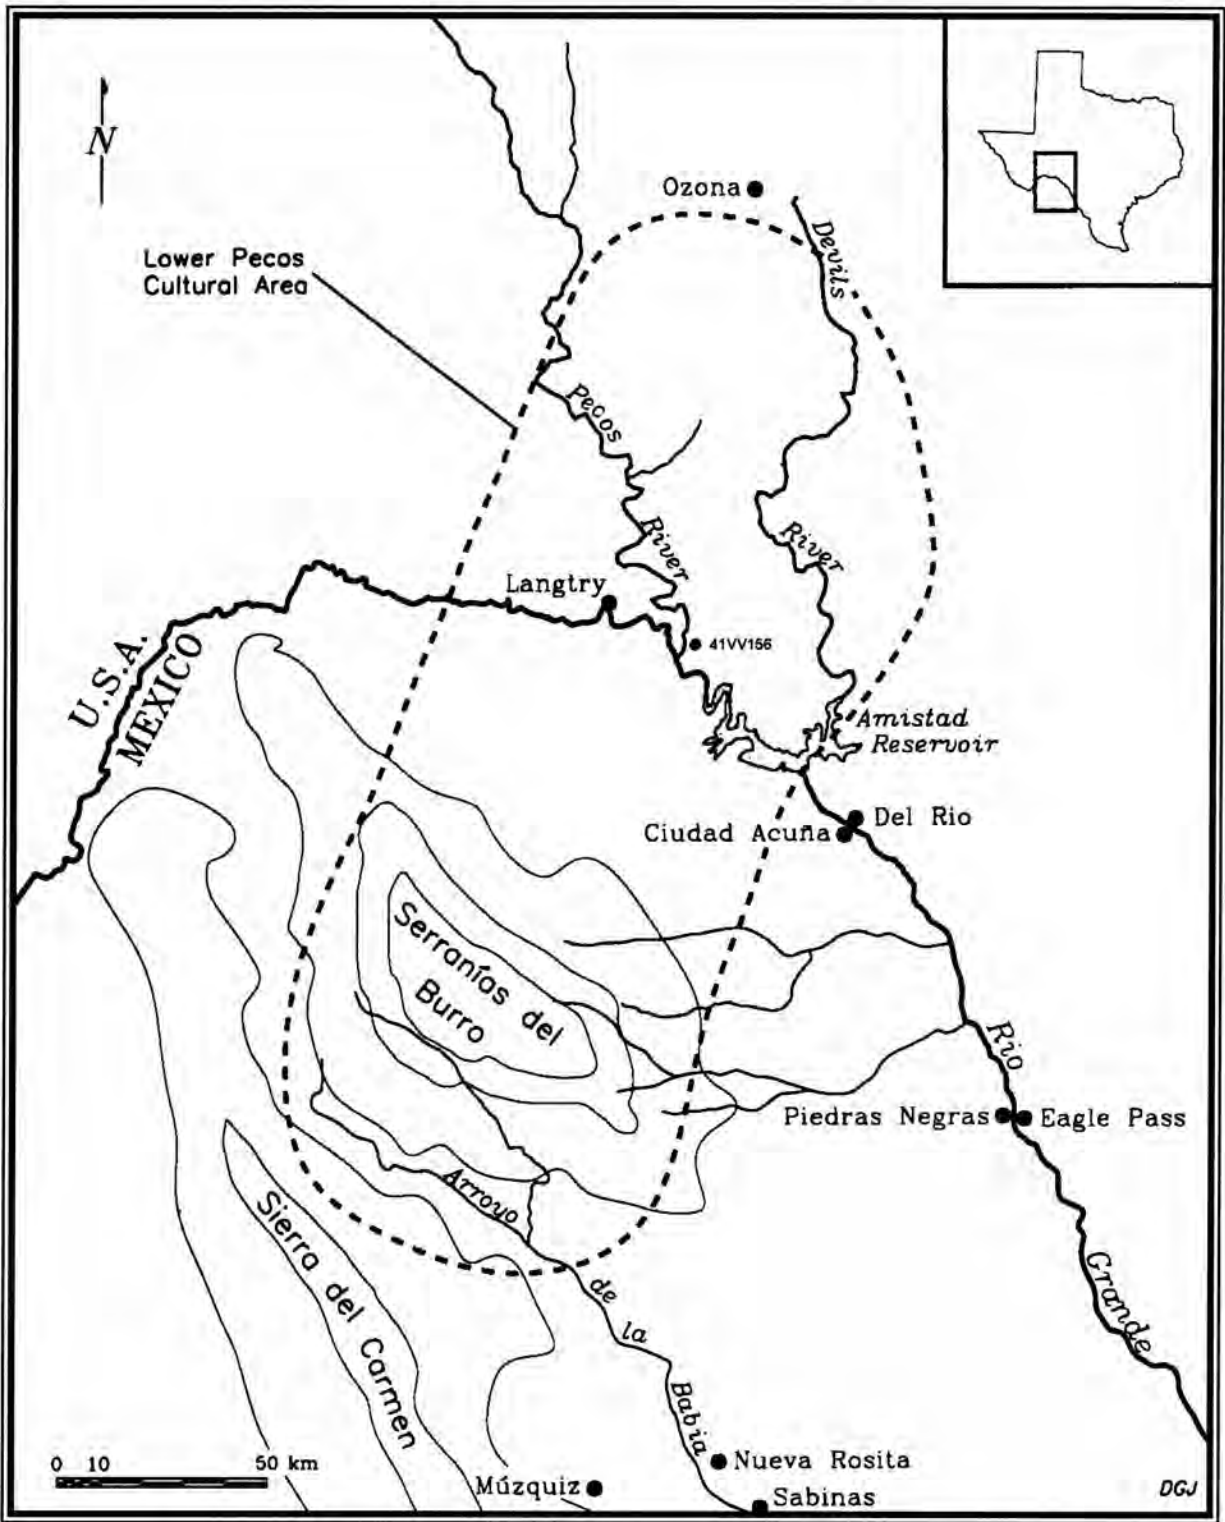 N
Ozona
Lower Pecos
Cultural Area
Devils
River
Pecos
River
Langtry
41VV156
U.S.A.
MEXICO
Amistad
Reservoir
Del Rio
Ciudad Acuña
Serranías del
Burro
Rio
Grande
Piedras Negras
Eagle Pass
Arroyo
de
la
Babia
Sierra del Carmen
0 10 50 km
Múzquiz
Nueva Rosita
Sabinas
DGJ